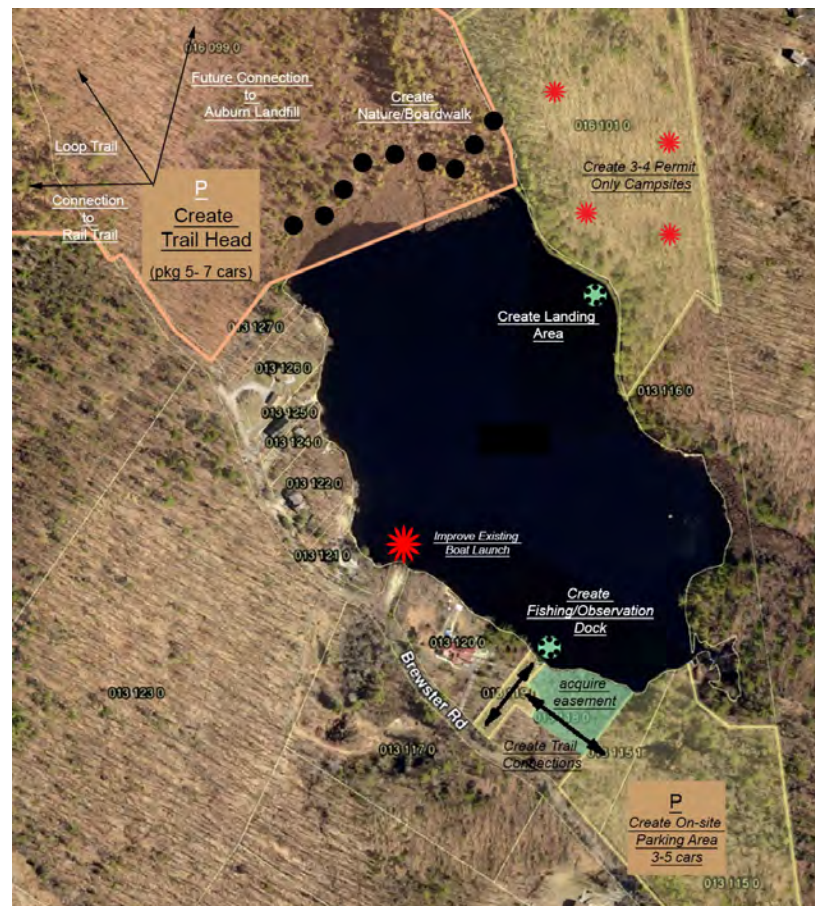 016 099 0
Future Connection
to
Auburn Landfill
Create
Nature/Boardwalk
016 101 0
Create 3-4 Permit
Only Campsites
Loop Trail
Connection
to
Rail Trail
P
Create
Trail Head
(pkg 5- 7 cars)
Create Landing
Area
013 127 0
013 126 0
013 125 0
013 124 0
013 122 0
013 121 0
013 116 0
Improve Existing
Boat Launch
Create
Fishing/Observation
Dock
013 120 0
Brewster Rd
acquire
easement
013 123 0
013 117 0
Create Trail
Connections
013 115 1
P
Create On-site
Parking Area
3-5 cars
013 115 0